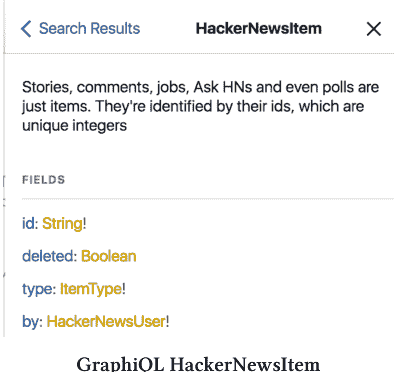 Search Results HackerNewsItem
Stories, comments, jobs, Ask HNs and even polls are
just items. They're identified by their ids, which are
unique integers
FIELDS
id: String!
deleted: Boolean
type: ItemType!
by: HackerNewsUser!
GraphiQL HackerNewsItem